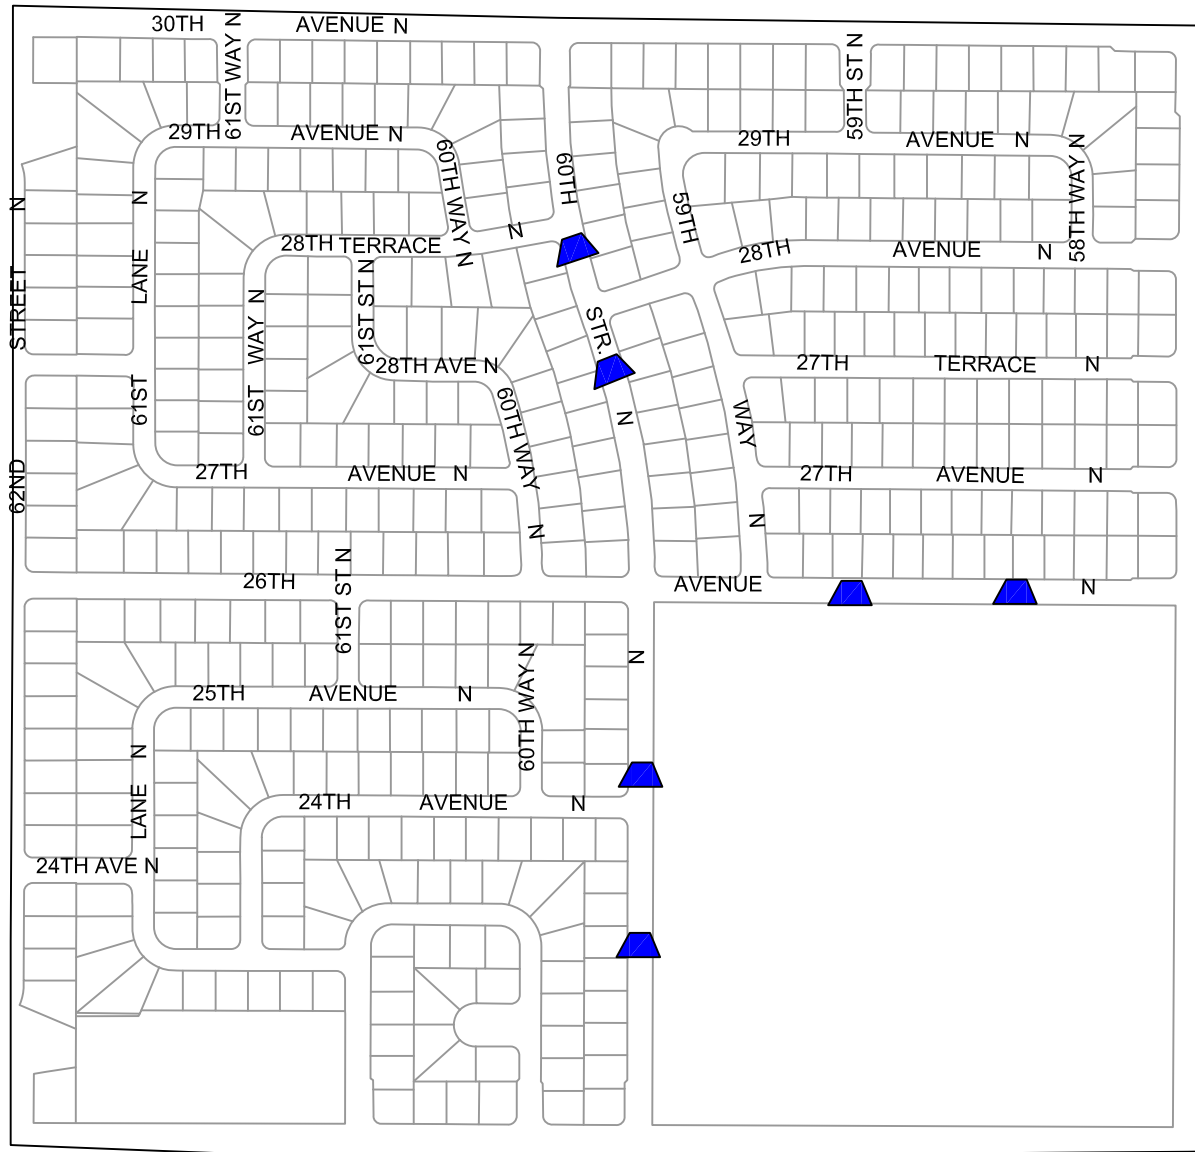 30TH AVENUE N
61ST WAY N
59TH ST N
29TH AVENUE N
29TH AVENUE N
60TH WAY N
60TH STR. N
59TH WAY N
58TH WAY N
28TH TERRACE N
28TH AVENUE N
62ND STREET N
61ST LANE N
61ST WAY N
61ST ST N
28TH AVE N
27TH TERRACE N
60TH WAY N
27TH AVENUE N
27TH AVENUE N
26TH AVENUE N
61ST ST N
N
25TH AVENUE N
60TH WAY N
LANE N
24TH AVENUE N
24TH AVE N